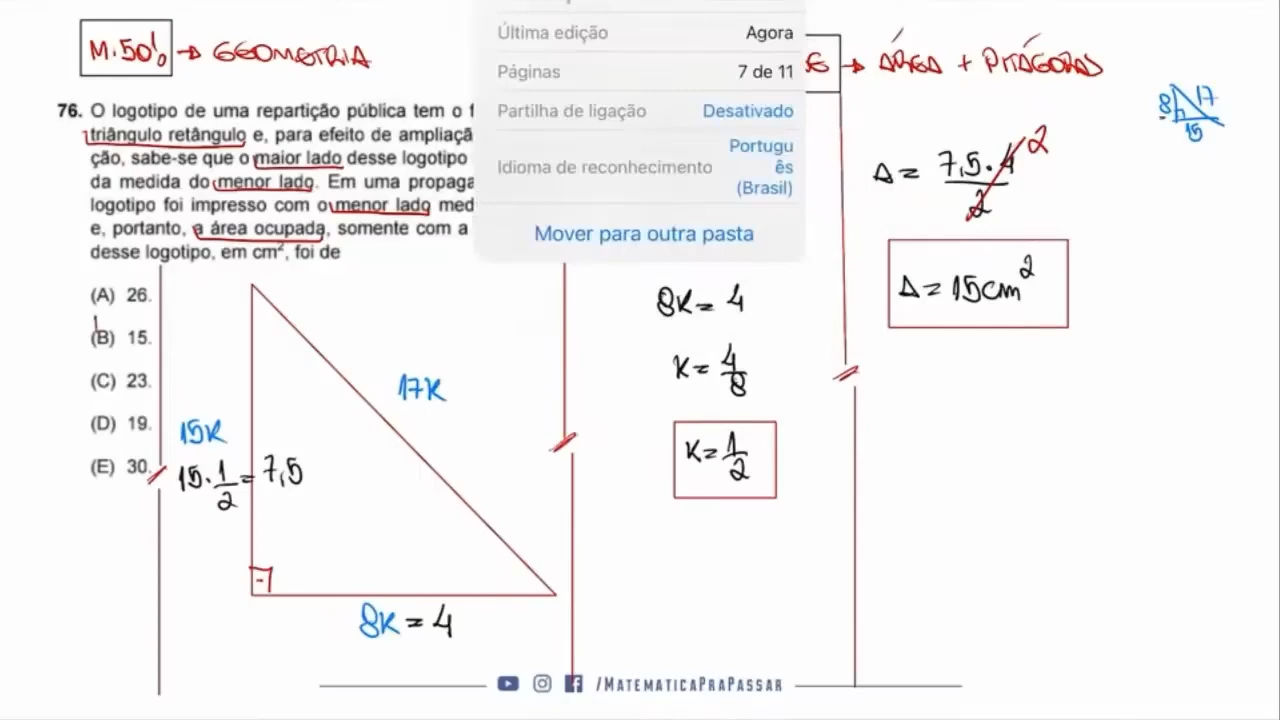 M.50% → GEOMETRIA
→ ÁREA + PITÁGORAS
Última edição Agora
Páginas 7 de 11
Partilha de ligação Desativado
Idioma de reconhecimento Portugu
ês
(Brasil)
Mover para outra pasta
76. O logotipo de uma repartição pública tem o f
triângulo retângulo e, para efeito de ampliaçã
ção, sabe-se que o maior lado desse logotipo
da medida do menor lado. Em uma propaga
logotipo foi impresso com o menor lado med
e, portanto, a área ocupada, somente com a
desse logotipo, em cm², foi de
(A) 26.
(B) 15.
(C) 23.
(D) 19.
(E) 30.
15K
15 . 1/2 = 7,5
17K
8K = 4
8K = 4
K = 4/8
K = 1/2
A = 7,5 . 4/2
2
A = 15cm²
8
17
15
/MATEMATICAPRAPASSAR